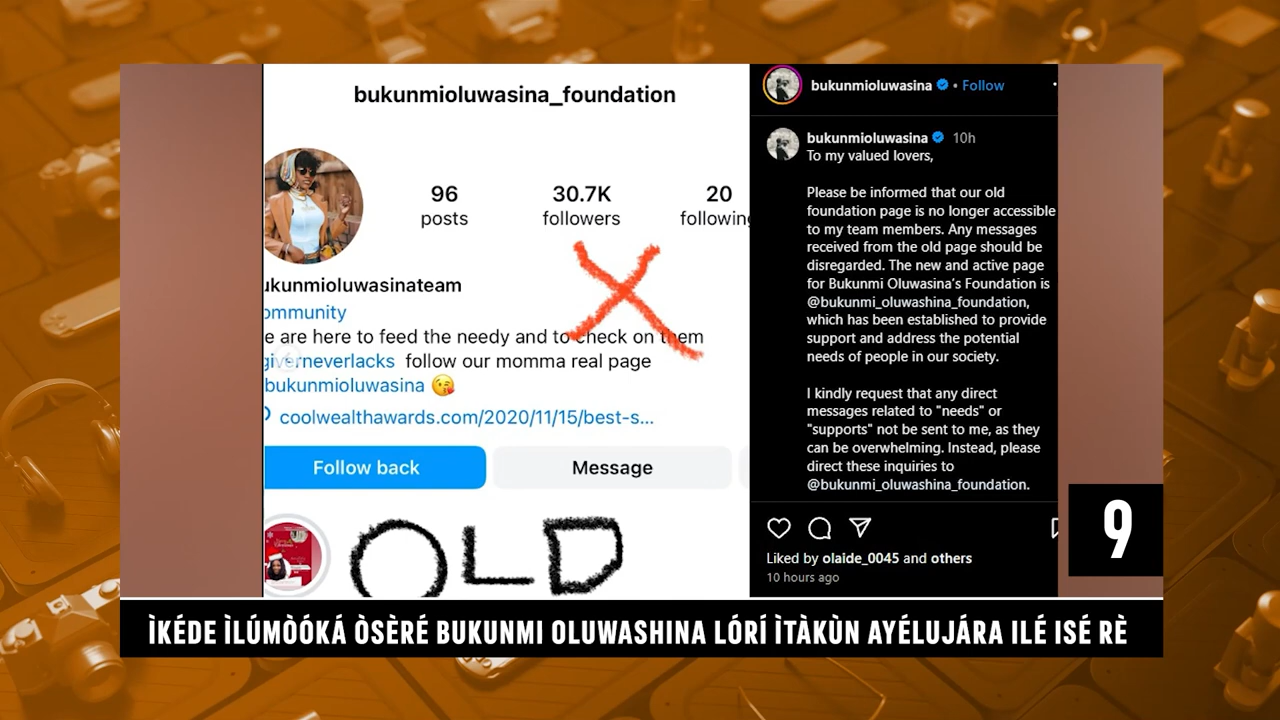 bukunmioluwasina_foundation
96
30.7K
20
posts
followers
following
ukunmioluwasinateam
ommunity
e are here to feed the needy and to check on them
giverneverlacks follow our momma real page
bukunmioluwasina 😘
coolwealthawards.com/2020/11/15/best-s...
Follow back
Message
OLD
bukunmioluwasina • Follow
bukunmioluwasina 10h
To my valued lovers,
Please be informed that our old
foundation page is no longer accessible
to my team members. Any messages
received from the old page should be
disregarded. The new and active page
for Bukunmi Oluwasina's Foundation is
@bukunmi_oluwashina_foundation,
which has been established to provide
support and address the potential
needs of people in our society.
I kindly request that any direct
messages related to "needs" or
"supports" not be sent to me, as they
can be overwhelming. Instead, please
direct these inquiries to
@bukunmi_oluwashina_foundation.
Liked by olaide_0045 and others
10 hours ago
9
ÌKÉDE ÌLÚMÒÓKÁ ÒSÈRÉ BUKUNMI OLUWASHINA LÓRÍ ÌTÀKÙN AYÉLUJÁRA ILÉ ISÉ RÈ